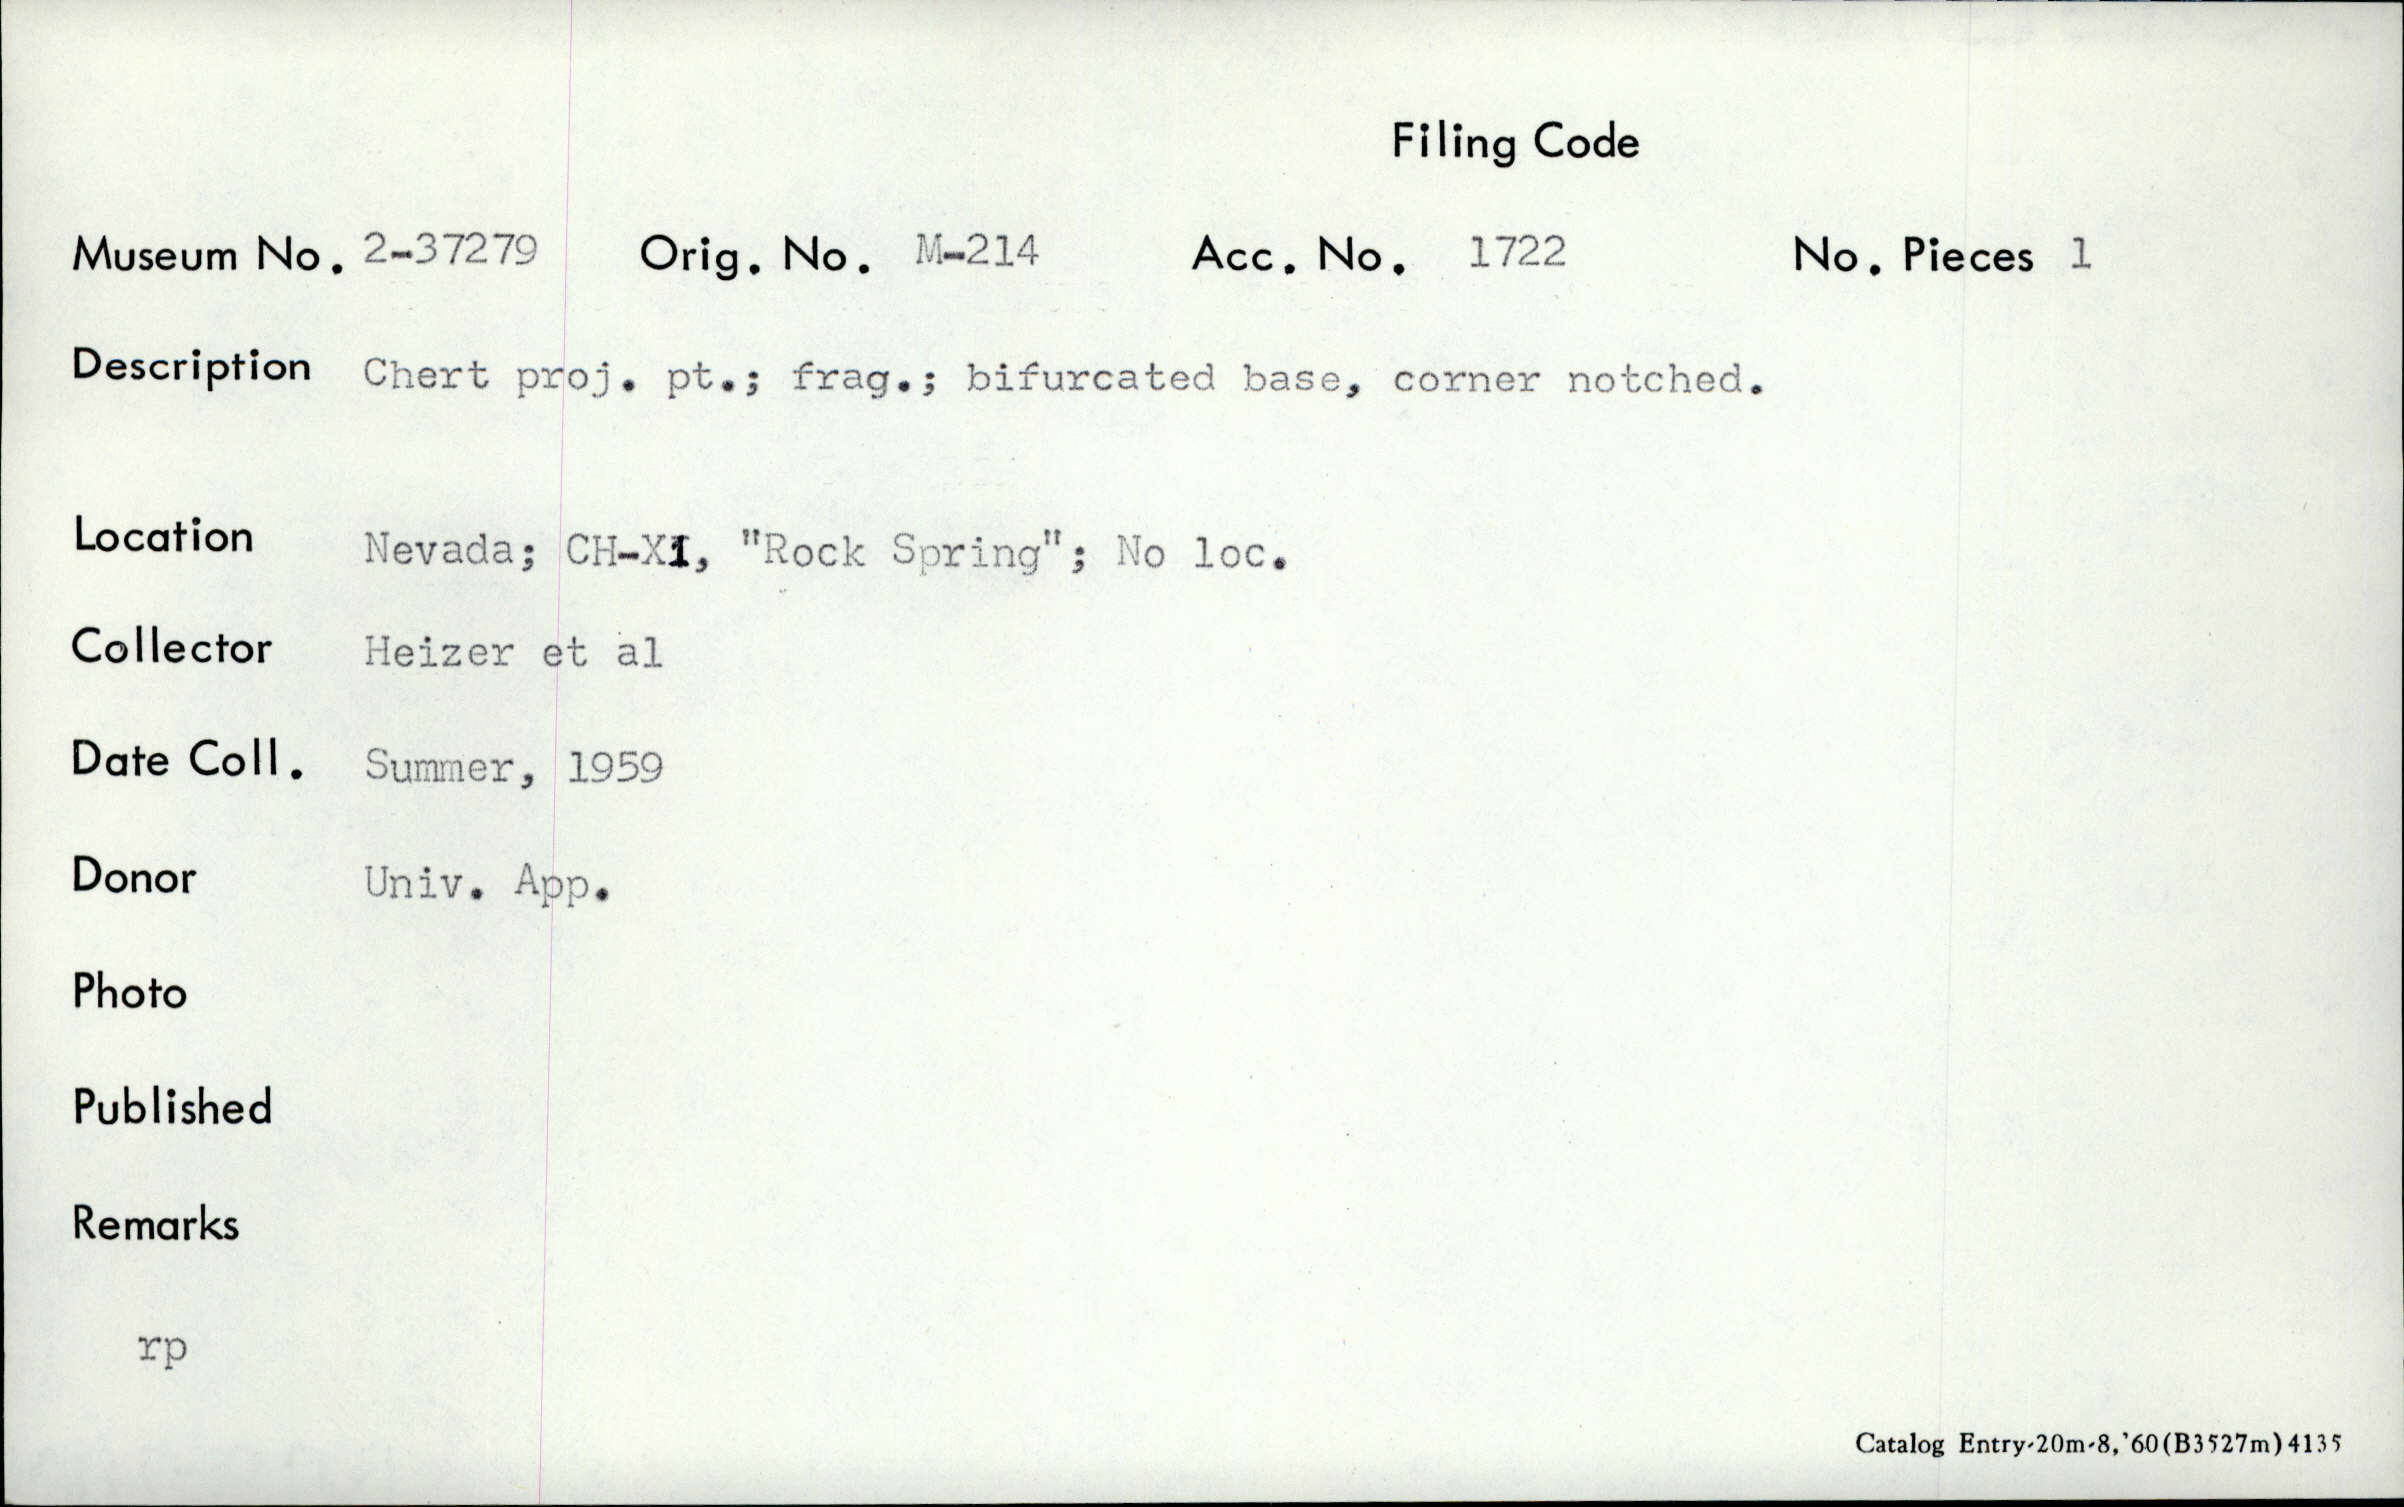 Filing Code
Museum No. 2-37279 Orig. No. M-214 Acc. No. 1722 No. Pieces 1
Description Chert proj. pt.; frag.; bifurcated base, corner notched.
Location Nevada; CH-XI, "Rock Spring"; No loc.
Collector Heizer et al
Date Coll. Summer, 1959
Donor Univ. App.
Photo
Published
Remarks
rp
Catalog Entry-20m-8,'60(B3527m)4135